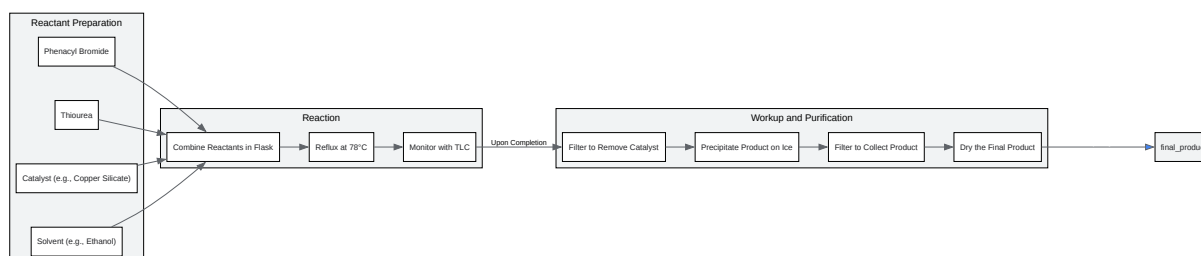 Reactant Preparation
Phenacyl Bromide
Thiourea
Catalyst (e.g., Copper Silicate)
Solvent (e.g., Ethanol)
Reaction
Combine Reactants in Flask
Reflux at 78°C
Monitor with TLC
Upon Completion
Workup and Purification
Filter to Remove Catalyst
Precipitate Product on Ice
Filter to Collect Product
Dry the Final Product